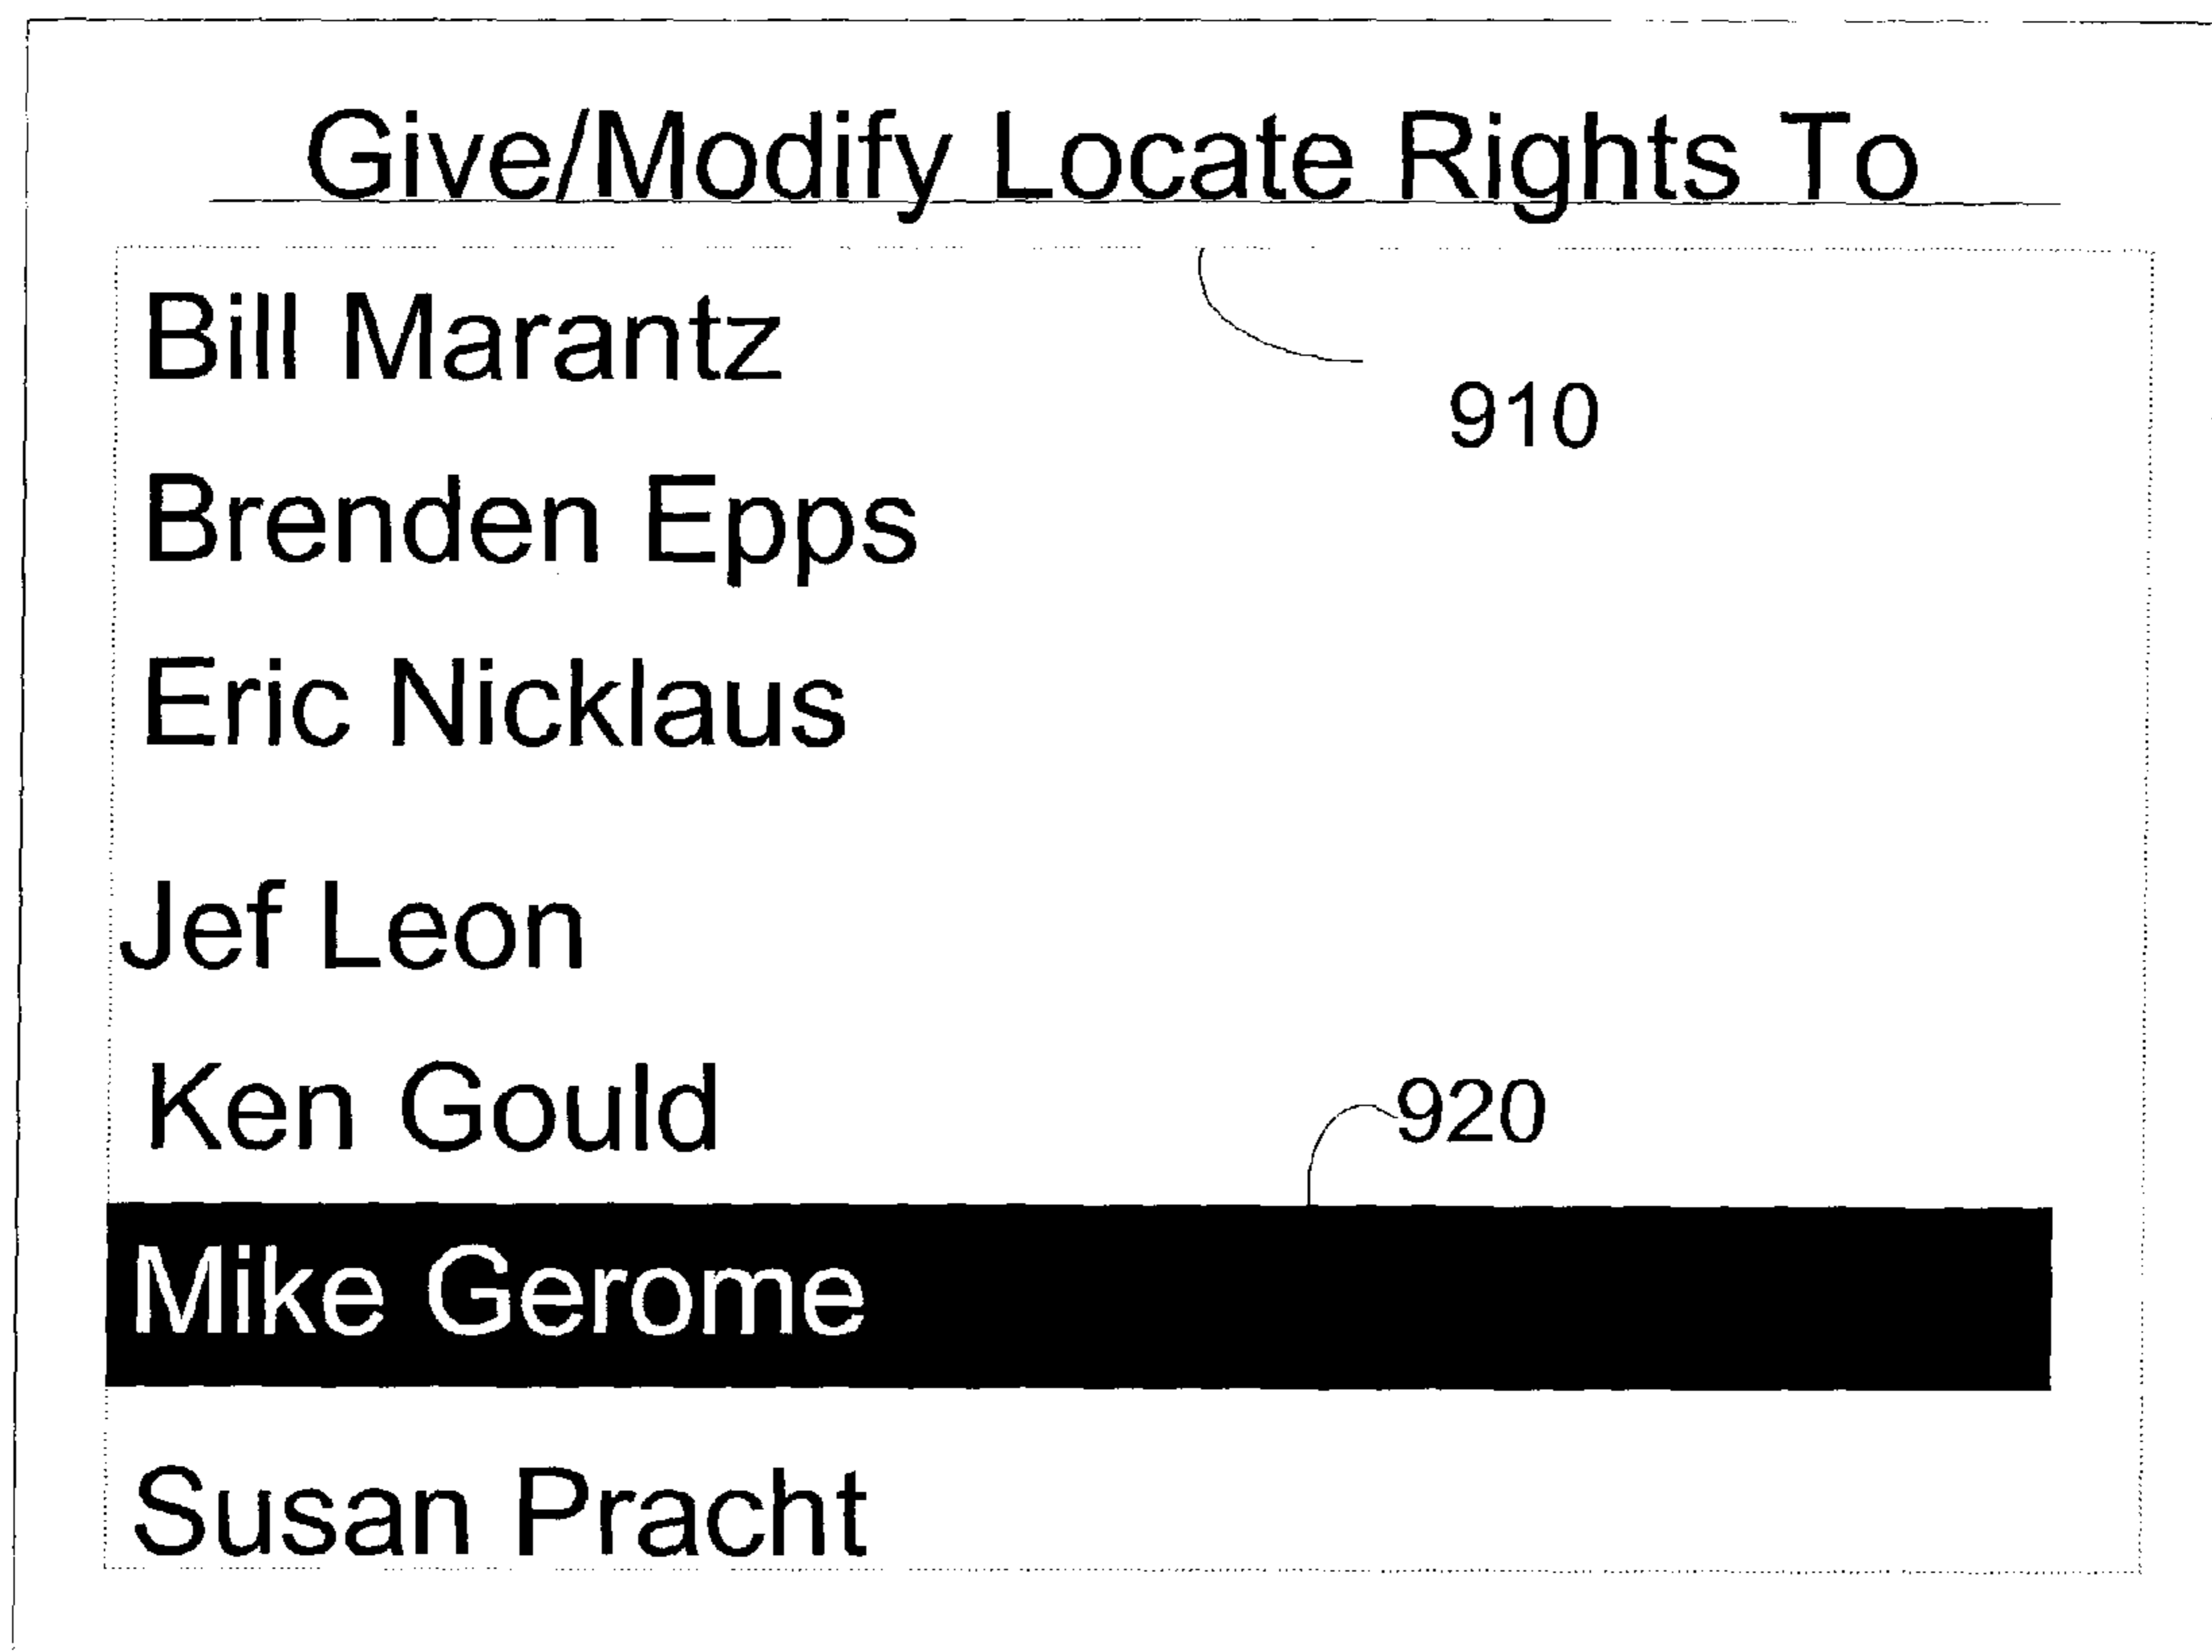 Give/Modify Locate Rights To
Bill Marantz
910
Brenden Epps
Eric Nicklaus
Jef Leon
Ken Gould
920
Mike Gerome
Susan Pracht